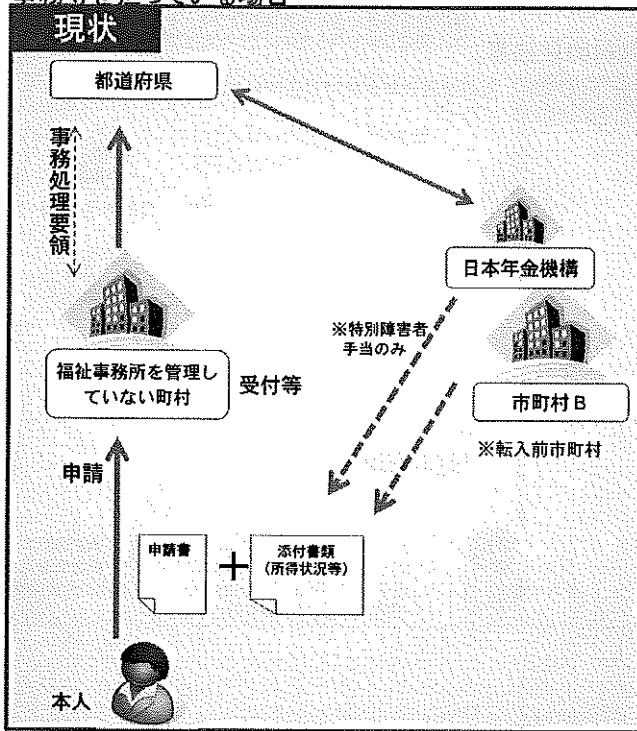 現状
都道府県
事務処理要領
日本年金機構
※特別障害者
手当のみ
福祉事務所を管理し
ていない町村
受付等
市町村B
※転入前市町村
申請
申請書
+
添付書類
(所得状況等)
本人